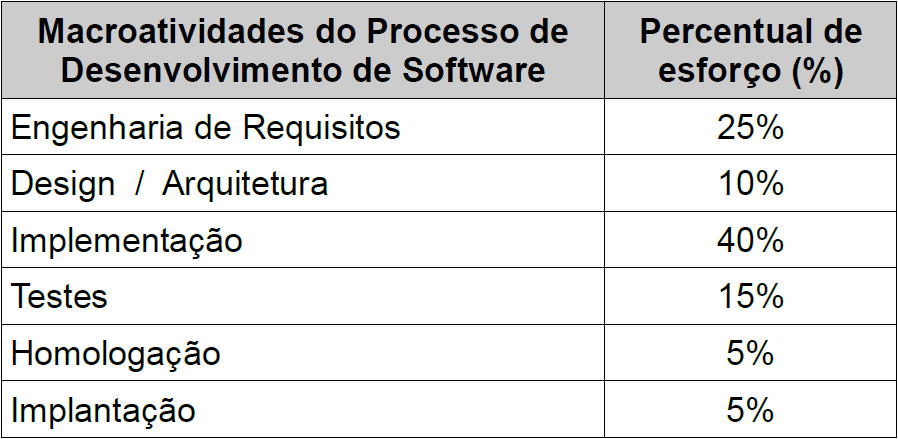 Macroatividades do Processo de
Desenvolvimento de Software
Percentual de
esforço (%)
Engenharia de Requisitos 25%
Design / Arquitetura 10%
Implementação 40%
Testes 15%
Homologação 5%
Implantação 5%